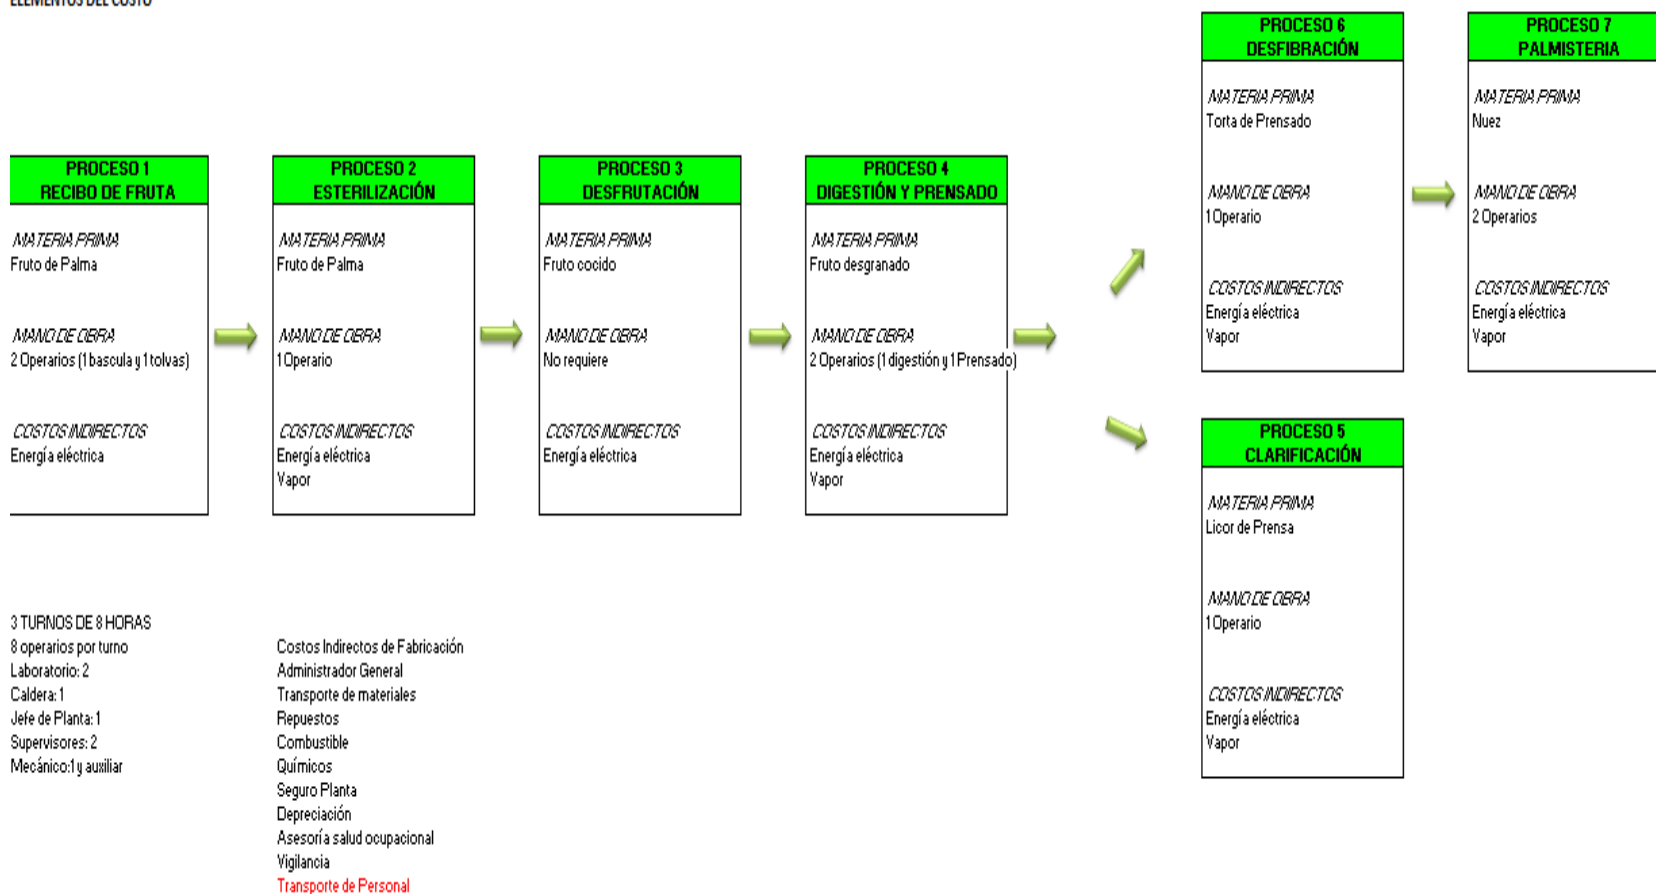 ELEMENTOS DEL COSTO
PROCESO 1
RECIBO DE FRUTA
MATERIA PRIMA
Fruto de Palma
MANO DE OBRA
2 Operarios (1 bascula y 1 tolvas)
COSTOS INDIRECTOS
Energía eléctrica
PROCESO 2
ESTERILIZACIÓN
MATERIA PRIMA
Fruto de Palma
MANO DE OBRA
1 Operario
COSTOS INDIRECTOS
Energía eléctrica
Vapor
PROCESO 3
DESFRUTACIÓN
MATERIA PRIMA
Fruto cocido
MANO DE OBRA
No requiere
COSTOS INDIRECTOS
Energía eléctrica
PROCESO 4
DIGESTIÓN Y PRENSADO
MATERIA PRIMA
Fruto desgranado
MANO DE OBRA
2 Operarios (1 digestión y 1 Prensado)
COSTOS INDIRECTOS
Energía eléctrica
Vapor
PROCESO 6
DESFIBRACIÓN
MATERIA PRIMA
Torta de Prensado
MANO DE OBRA
1 Operario
COSTOS INDIRECTOS
Energía eléctrica
Vapor
PROCESO 7
PALMISTERIA
MATERIA PRIMA
Nuez
MANO DE OBRA
2 Operarios
COSTOS INDIRECTOS
Energía eléctrica
Vapor
PROCESO 5
CLARIFICACIÓN
MATERIA PRIMA
Licor de Prensa
MANO DE OBRA
1 Operario
COSTOS INDIRECTOS
Energía eléctrica
Vapor
3 TURNOS DE 8 HORAS
8 operarios por turno
Laboratorio: 2
Caldera: 1
Jefe de Planta: 1
Supervisores: 2
Mecánico:1 y auxiliar
Costos Indirectos de Fabricación
Administrador General
Transporte de materiales
Repuestos
Combustible
Químicos
Seguro Planta
Depreciación
Asesoría salud ocupacional
Vigilancia
Transporte de Personal